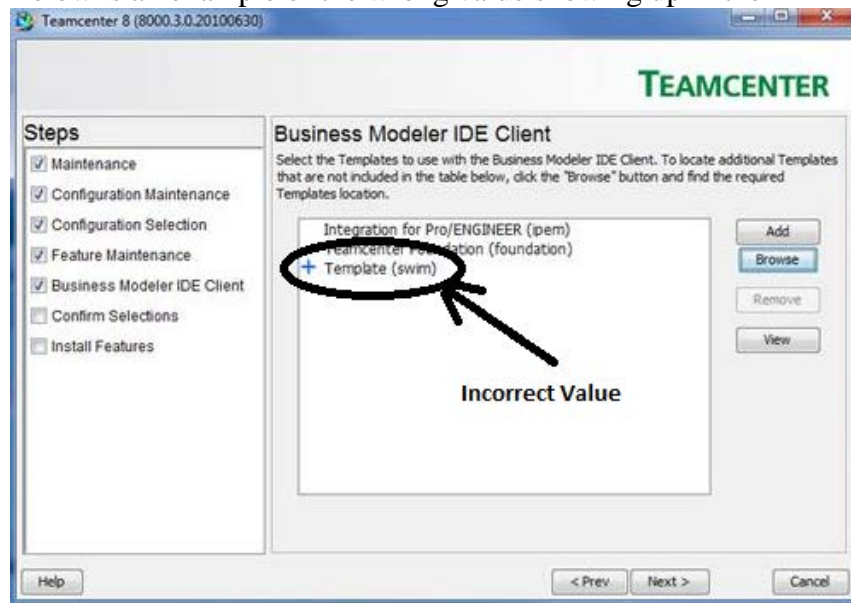 Teamcenter 8 (8000.3.0.20100630)
TEAMCENTER
Steps
Maintenance
Configuration Maintenance
Configuration Selection
Feature Maintenance
Business Modeler IDE Client
Confirm Selections
Install Features
Business Modeler IDE Client
Select the Templates to use with the Business Modeler IDE Client. To locate additional Templates
that are not included in the table below, click the "Browse" button and find the required
Templates location.
Integration for Pro/ENGINEER (ipem)
Teamcenter Foundation (foundation)
+ Template (swim)
Add
Browse
Remove
View
Incorrect Value
Help
< Prev
Next >
Cancel